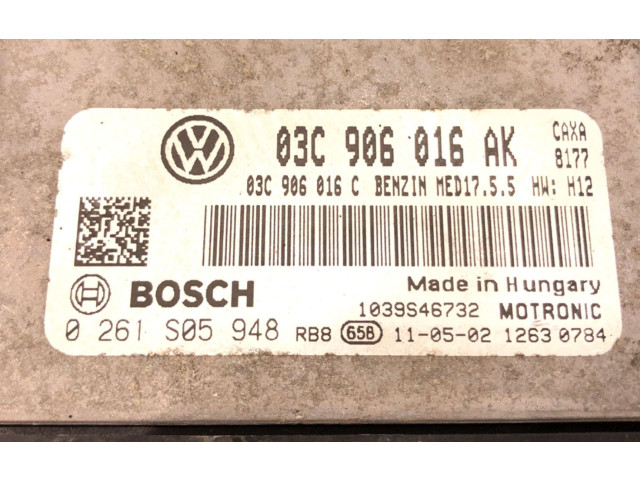 03C 906 016 AK CAXA
8177
03C 906 016 C BENZIN MED17.5.5 HW: H12
BOSCH Made in Hungary
1039S46732 MOTRONIC
0 261 S05 948 RB8 658 11-05-02 1263 0784